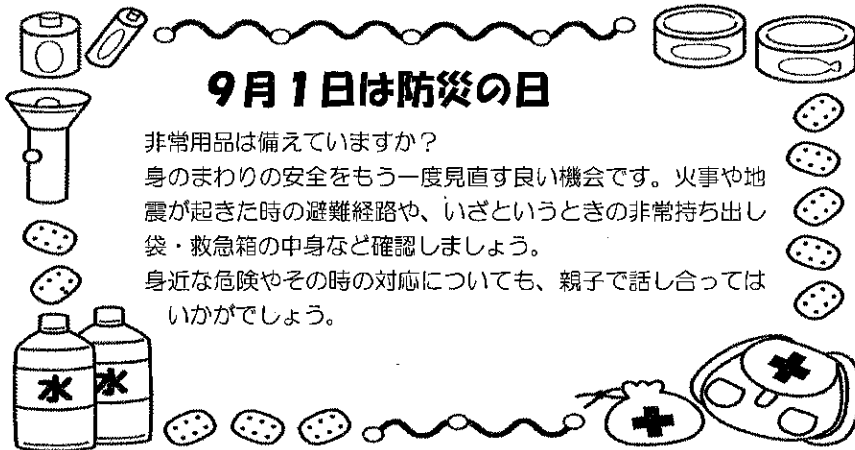 9月1日は防災の日
非常用品は備えていますか？
身のまわりの安全をもう一度見直す良い機会です。火事や地
震が起きた時の避難経路や、いざというときの非常持ち出し
袋・救急箱の中身など確認しましょう。
身近な危険やその時の対応についても、親子で話し合っては
いかがでしょう。
水
水